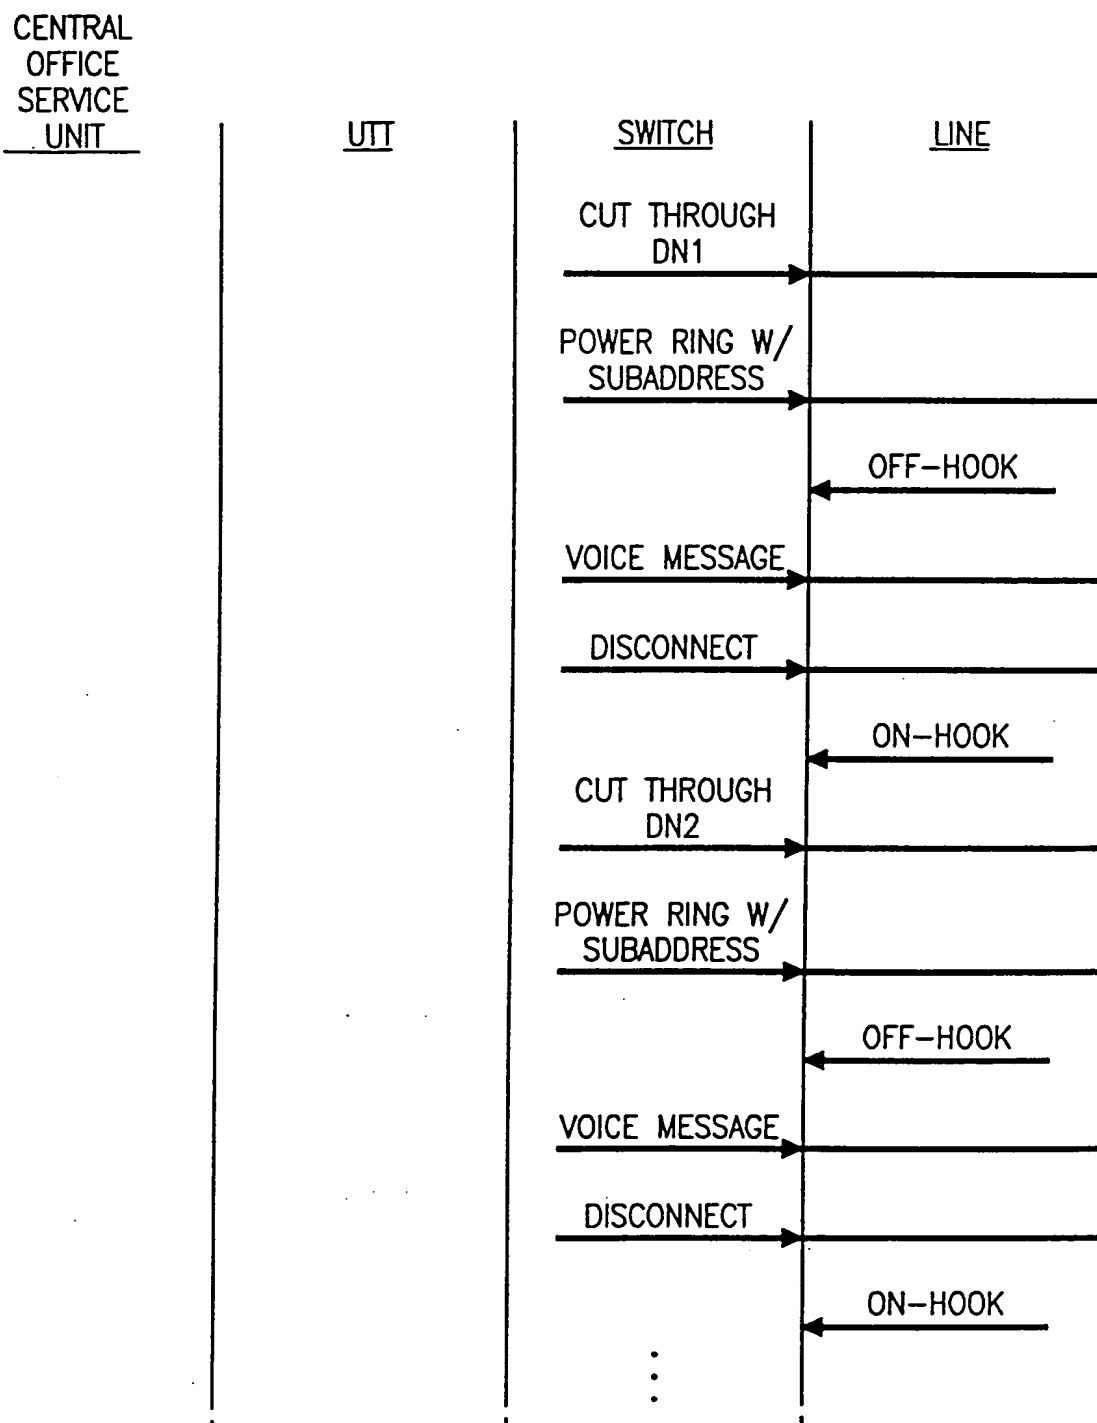 CENTRAL
OFFICE
SERVICE
UNIT
UTT
SWITCH
LINE
CUT THROUGH
DN1
POWER RING W/
SUBADDRESS
OFF-HOOK
VOICE MESSAGE
DISCONNECT
ON-HOOK
CUT THROUGH
DN2
POWER RING W/
SUBADDRESS
OFF-HOOK
VOICE MESSAGE
DISCONNECT
ON-HOOK